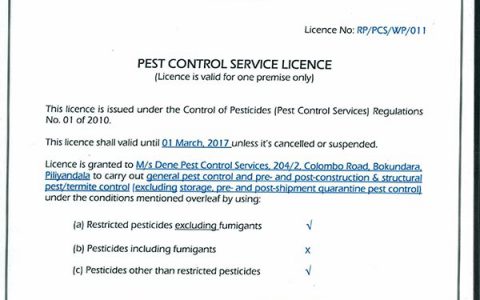 Licence No: RP/PCS/WP/011
PEST CONTROL SERVICE LICENCE
(Licence is valid for one premise only)
This licence is issued under the Control of Pesticides (Pest Control Services) Regulations
No. 01 of 2010.
This licence shall valid until 01 March, 2017 unless it's cancelled or suspended.
Licence is granted to M/s Dene Pest Control Services, 204/2, Colombo Road, Bokundara,
Piliyandala to carry out general pest control and pre- and post-construction & structural
pest/termite control (excluding storage, pre- and post-shipment quarantine pest control)
under the conditions mentioned overleaf by using:
(a) Restricted pesticides excluding fumigants √
(b) Pesticides including fumigants x
(c) Pesticides other than restricted pesticides √